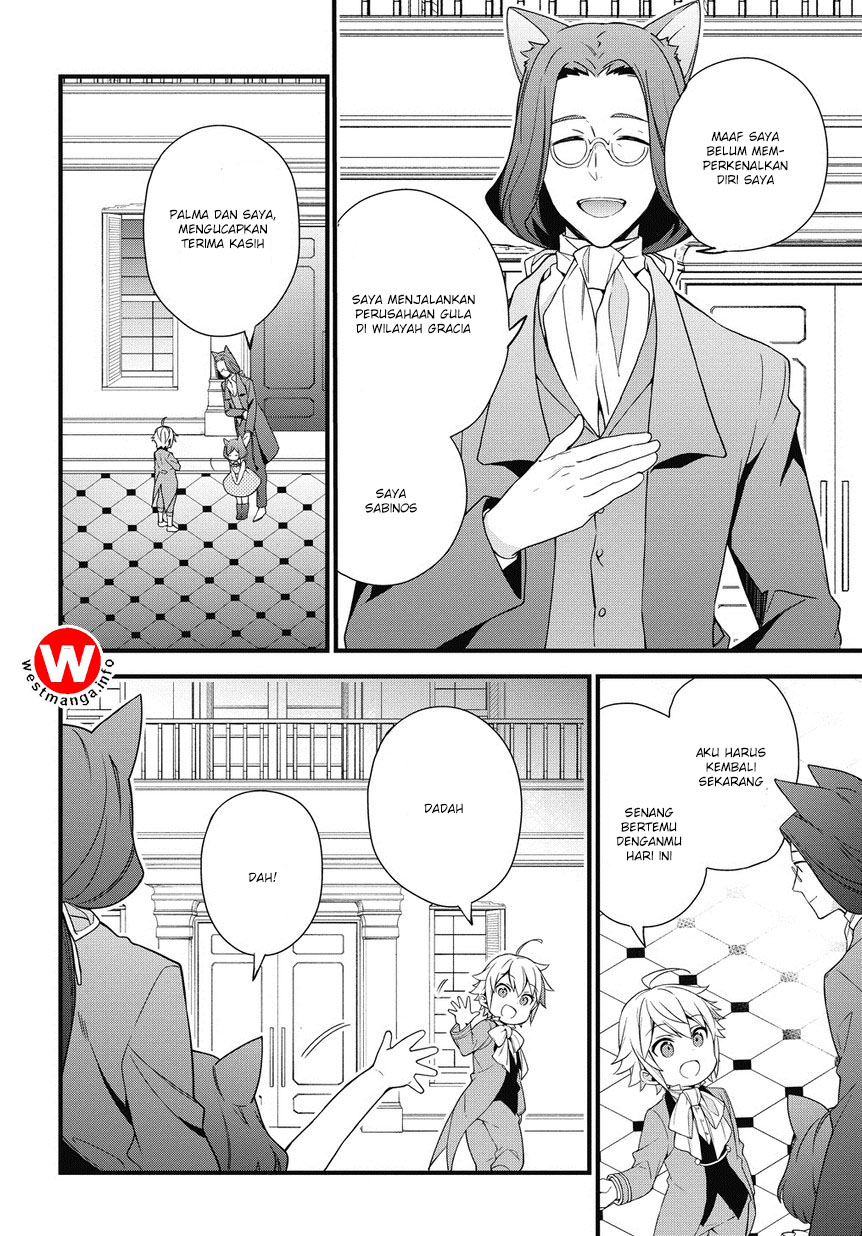 MAAF SAYA
BELUM MEM-
PERKENALKAN
DIRI SAYA
SAYA MENJALANKAN
PERUSAHAAN GULA
DI WILAYAH GRACIA
SAYA
SABINOS
PALMA DAN SAYA,
MENGUCAPKAN
TERIMA KASIH
AKU HARUS
KEMBALI
SEKARANG
SENANG
BERTEMU
DENGANMU
HARI INI
DADAH
DAH!
W
westmanga.info